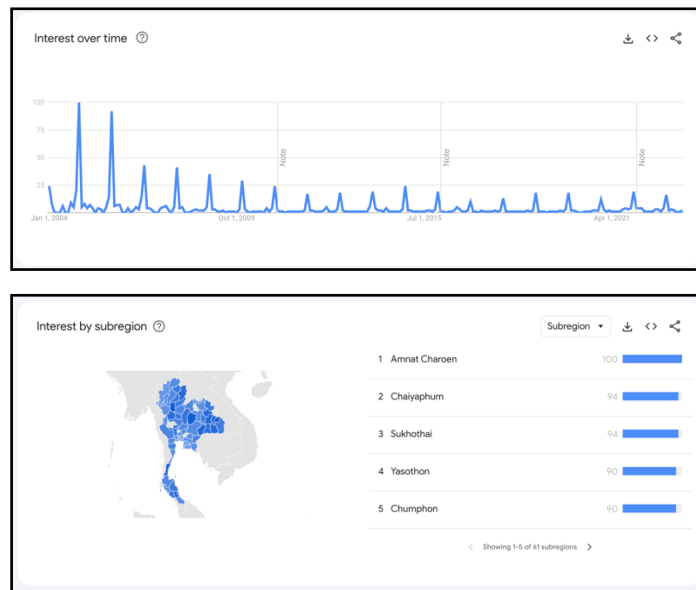 Interest over time
100
75
50
25
Note
Note
Note
Jan 1, 2004
Oct 1, 2009
Jul 1, 2015
Apr 1, 2021
Interest by subregion
Subregion
1 Amnat Charoen 100
2 Chaiyaphum 94
3 Sukhothai 94
4 Yasothon 90
5 Chumphon 90
Showing 1-5 of 61 subregions